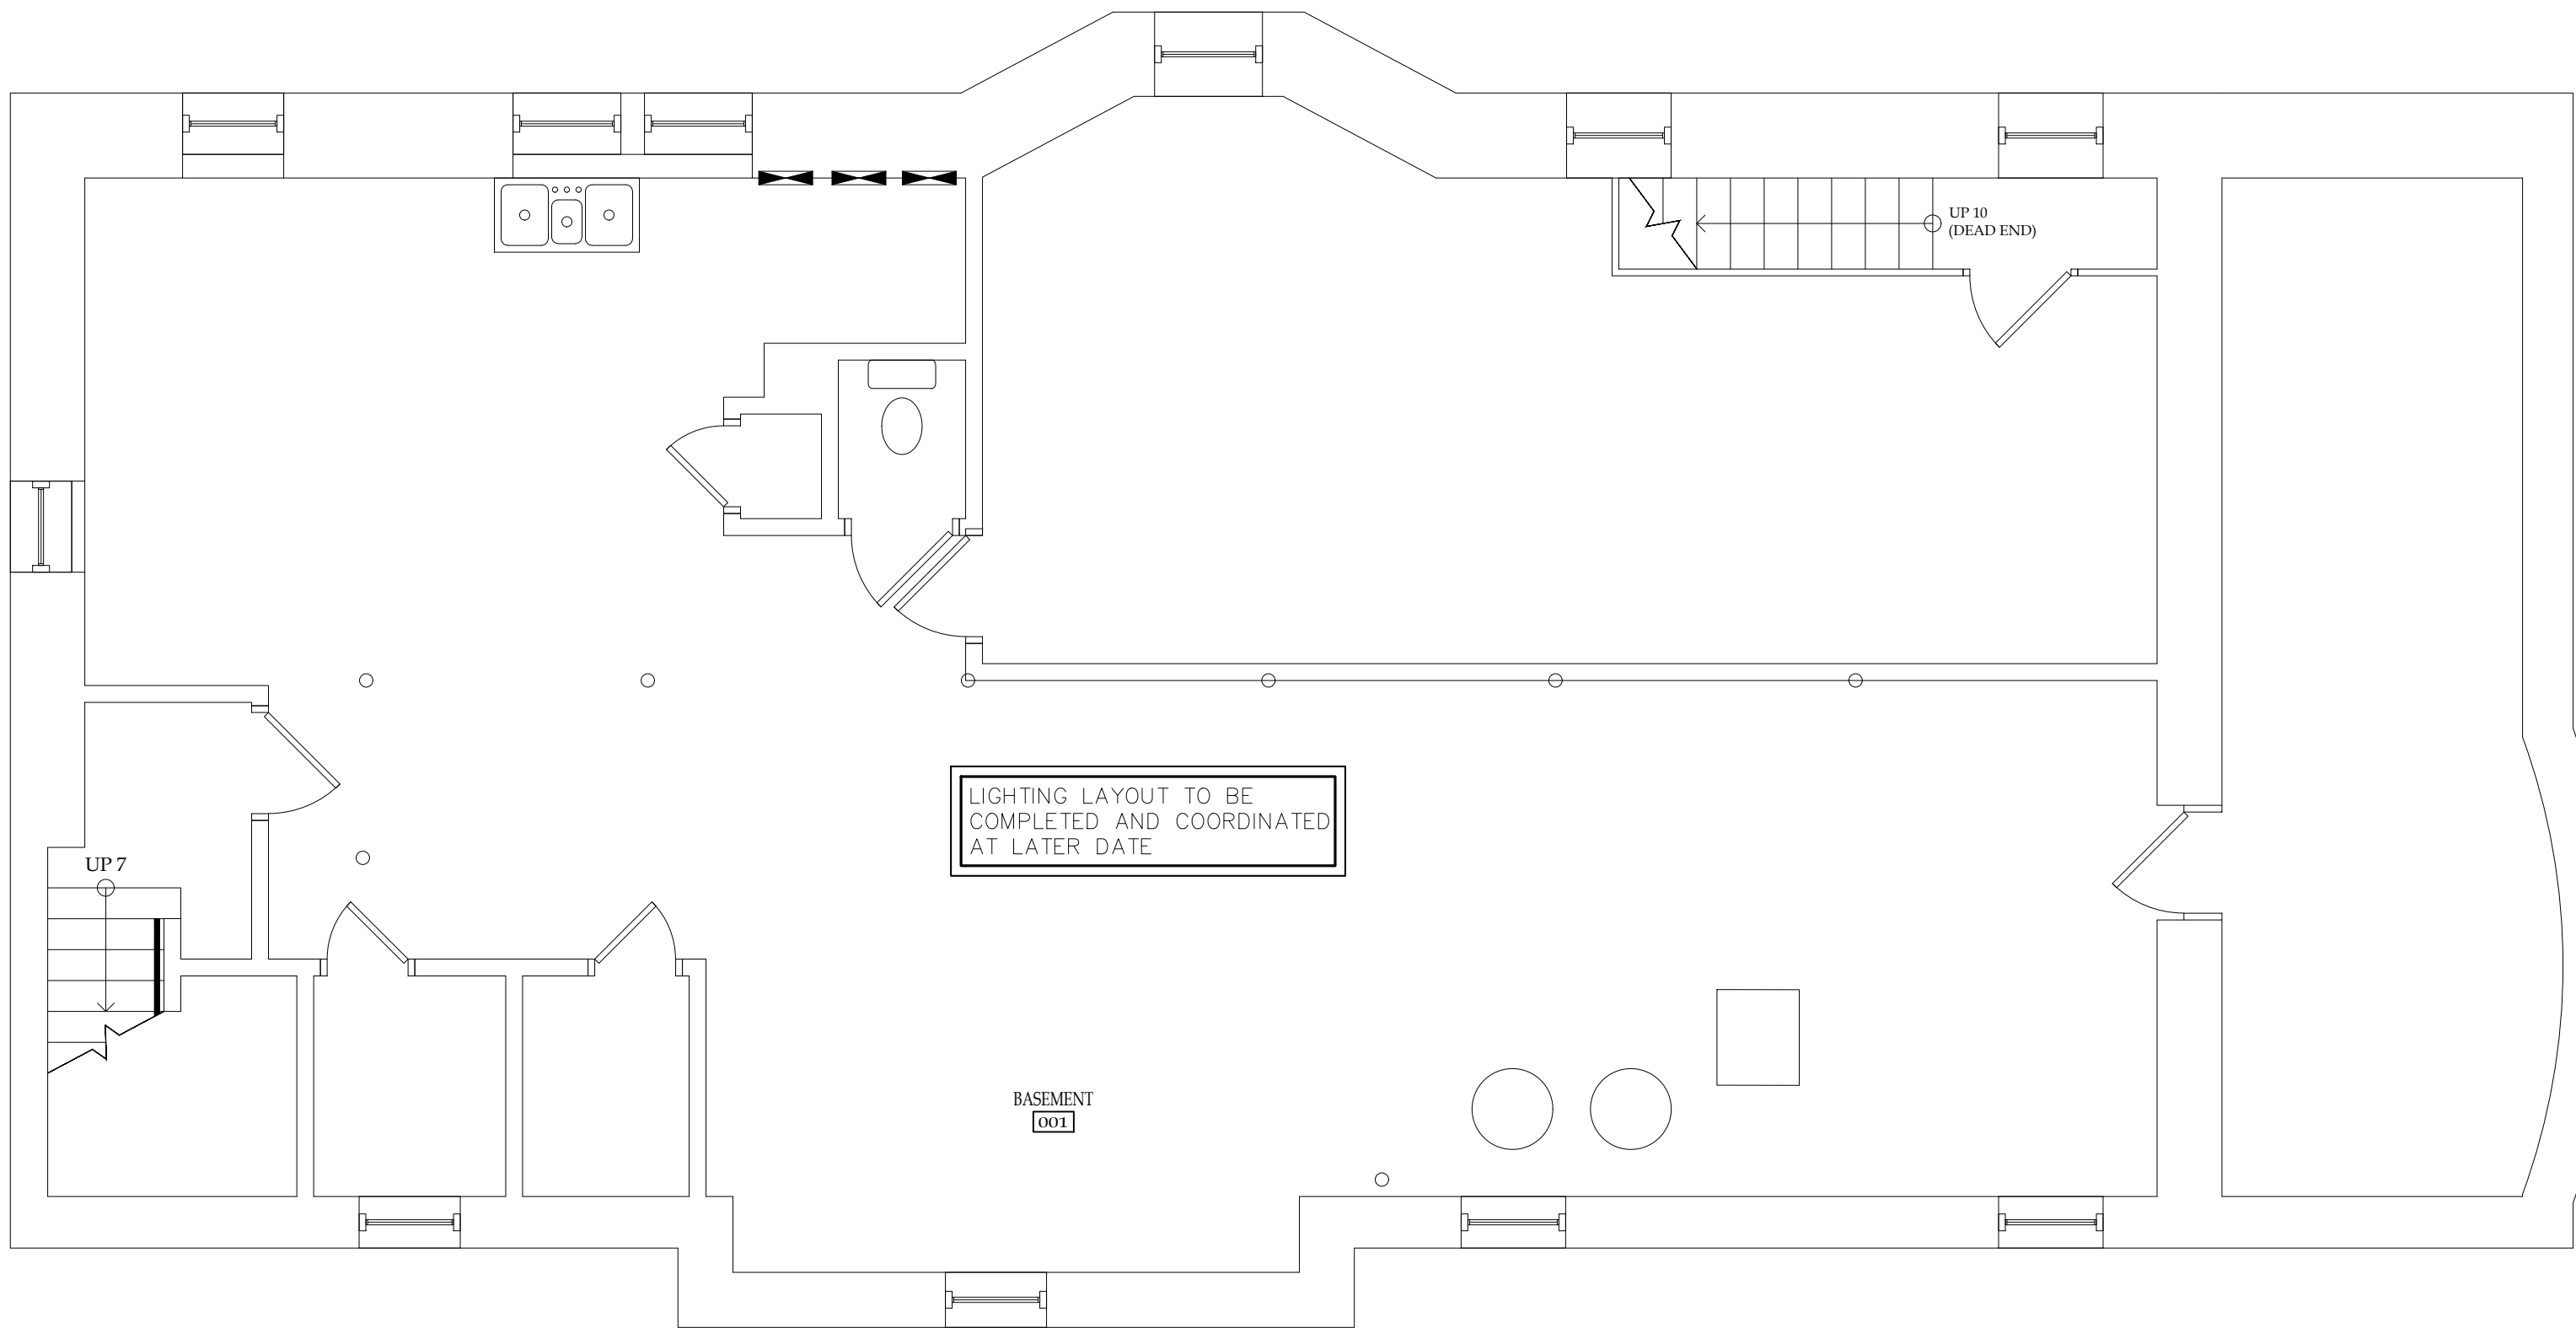 UP 10
(DEAD END)
LIGHTING LAYOUT TO BE
COMPLETED AND COORDINATED
AT LATER DATE
UP 7
BASEMENT
001